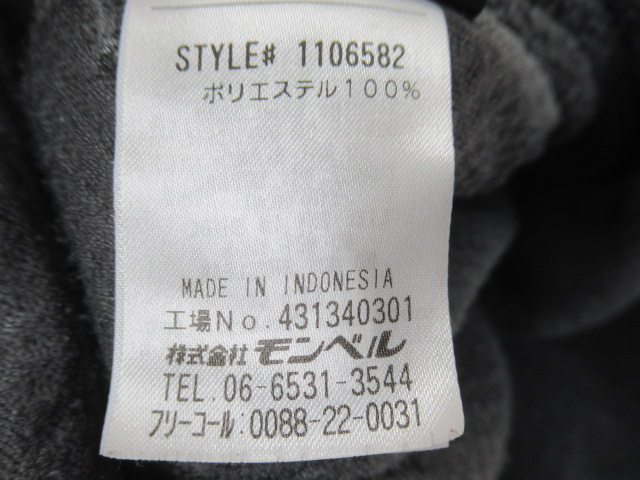 STYLE# 1106582
ポリエステル100%
MADE IN INDONESIA
工場No.431340301
株式会社モンベル
TEL.06-6531-3544
フリーコール:0088-22-0031